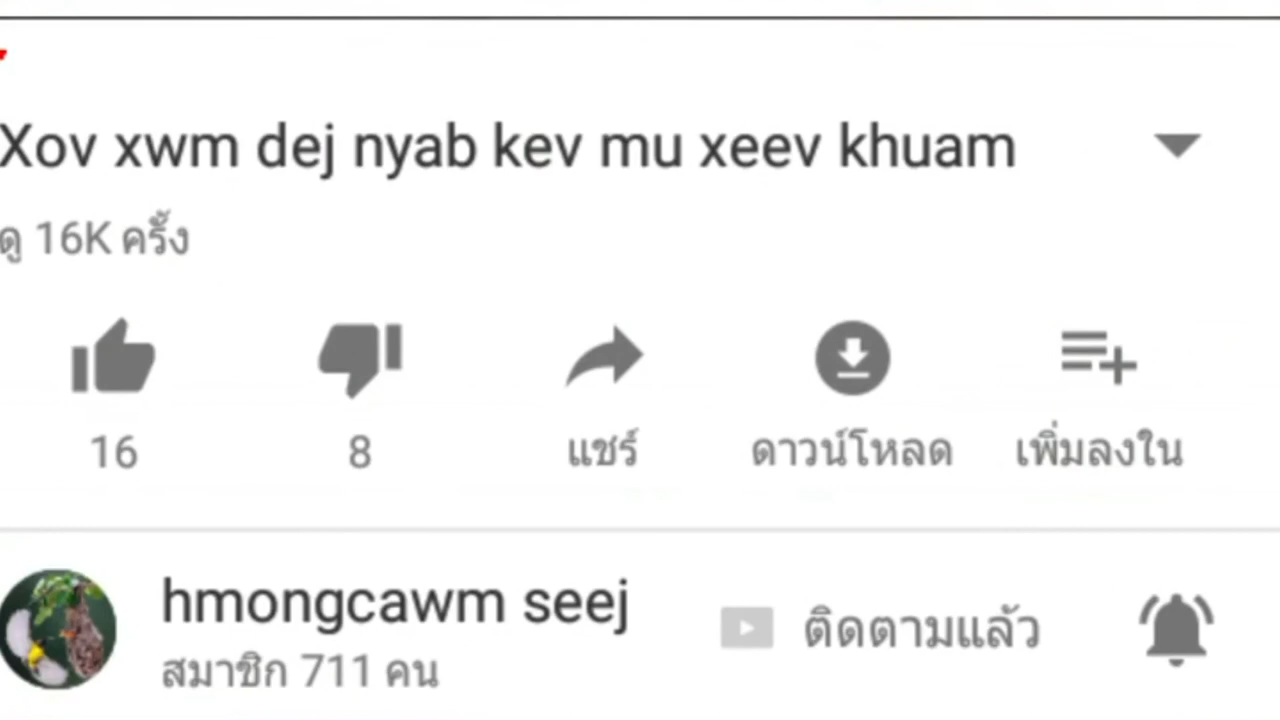 Xov xwm dej nyab kev mu xeev khuam
ดู 16K ครั้ง
16 8 แชร์ ดาวน์โหลด เพิ่มลงใน
hmongcawm seej
ติดตามแล้ว
สมาชิก 711 คน